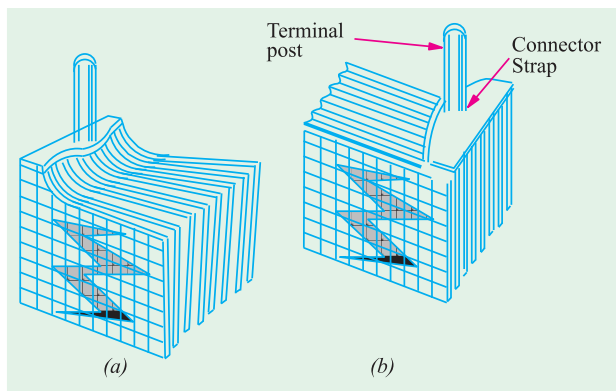 Terminal
post
Connector
Strap
(a)
(b)